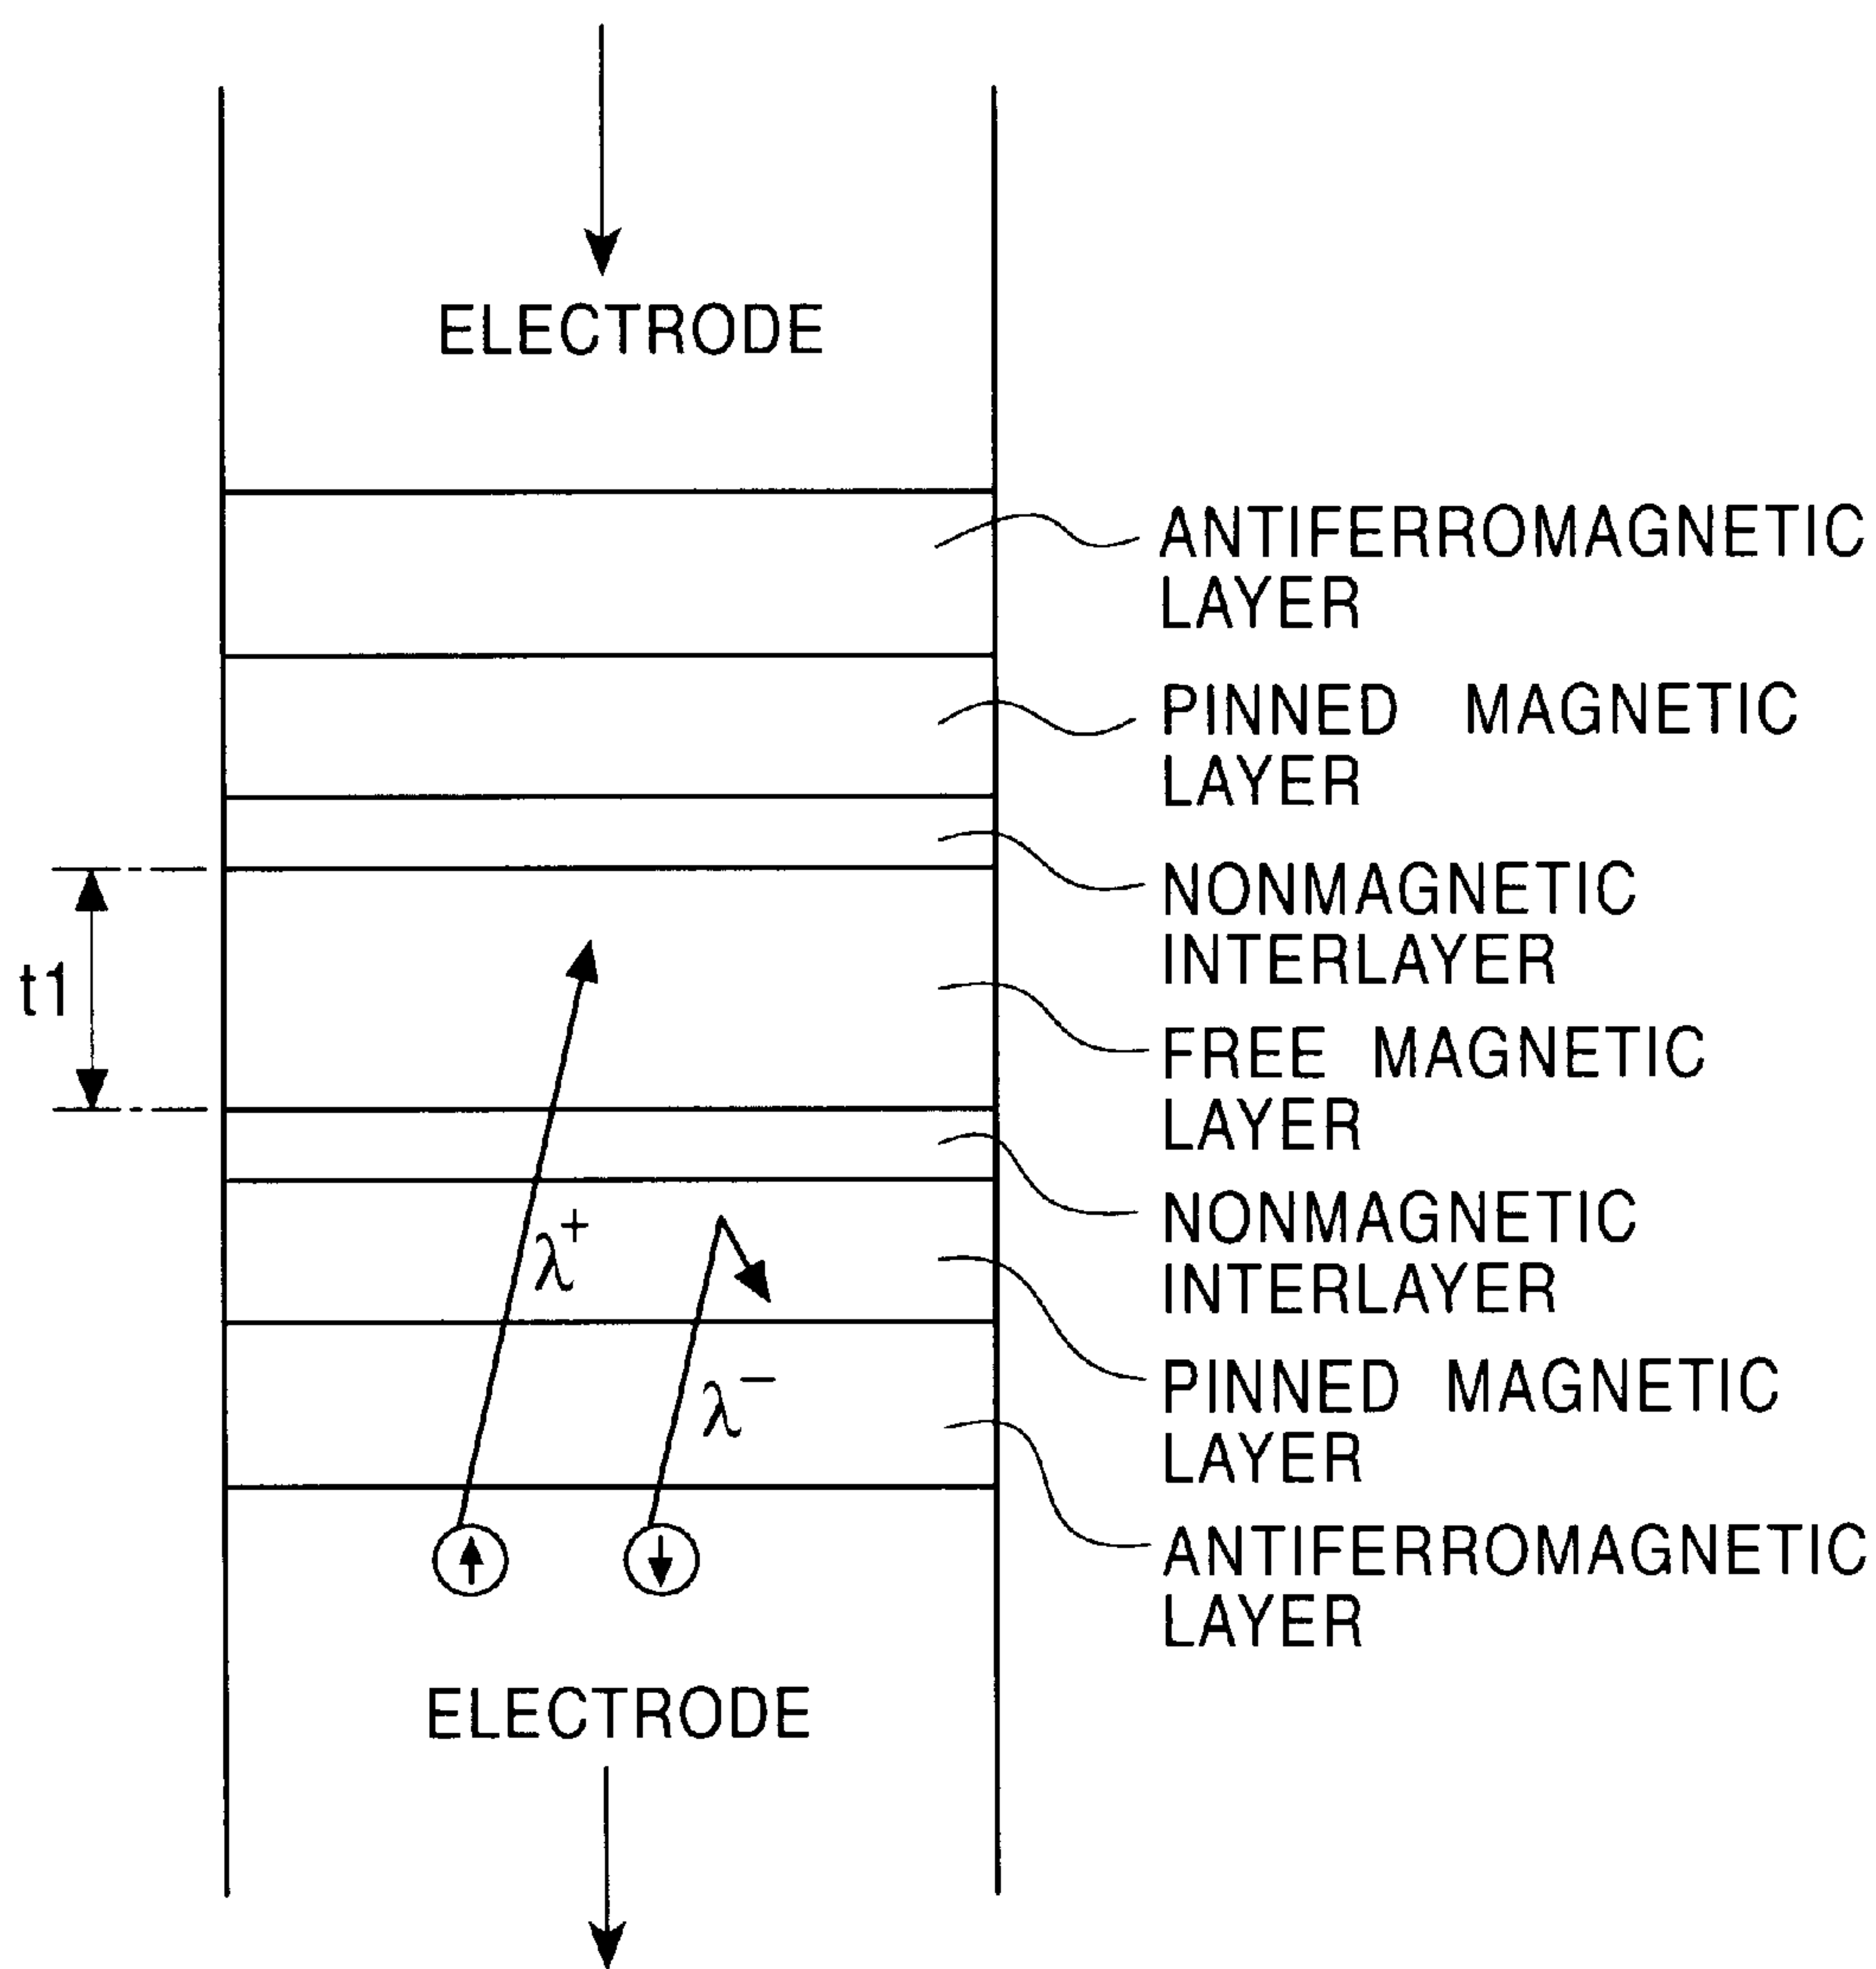 ELECTRODE
ANTIFERROMAGNETIC
LAYER
PINNED MAGNETIC
LAYER
NONMAGNETIC
INTERLAYER
t1
FREE MAGNETIC
LAYER
NONMAGNETIC
INTERLAYER
λ+
PINNED MAGNETIC
LAYER
λ−
ANTIFERROMAGNETIC
LAYER
ELECTRODE